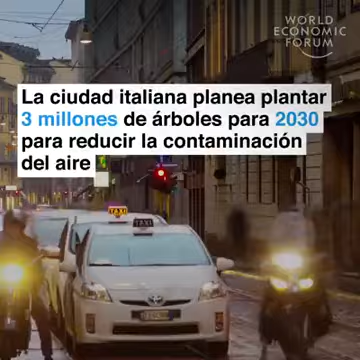 WORLD
ECONOMIC
FORUM
La ciudad italiana planea plantar
3 millones de árboles para 2030
para reducir la contaminación
del aire
TAXI
TAXI